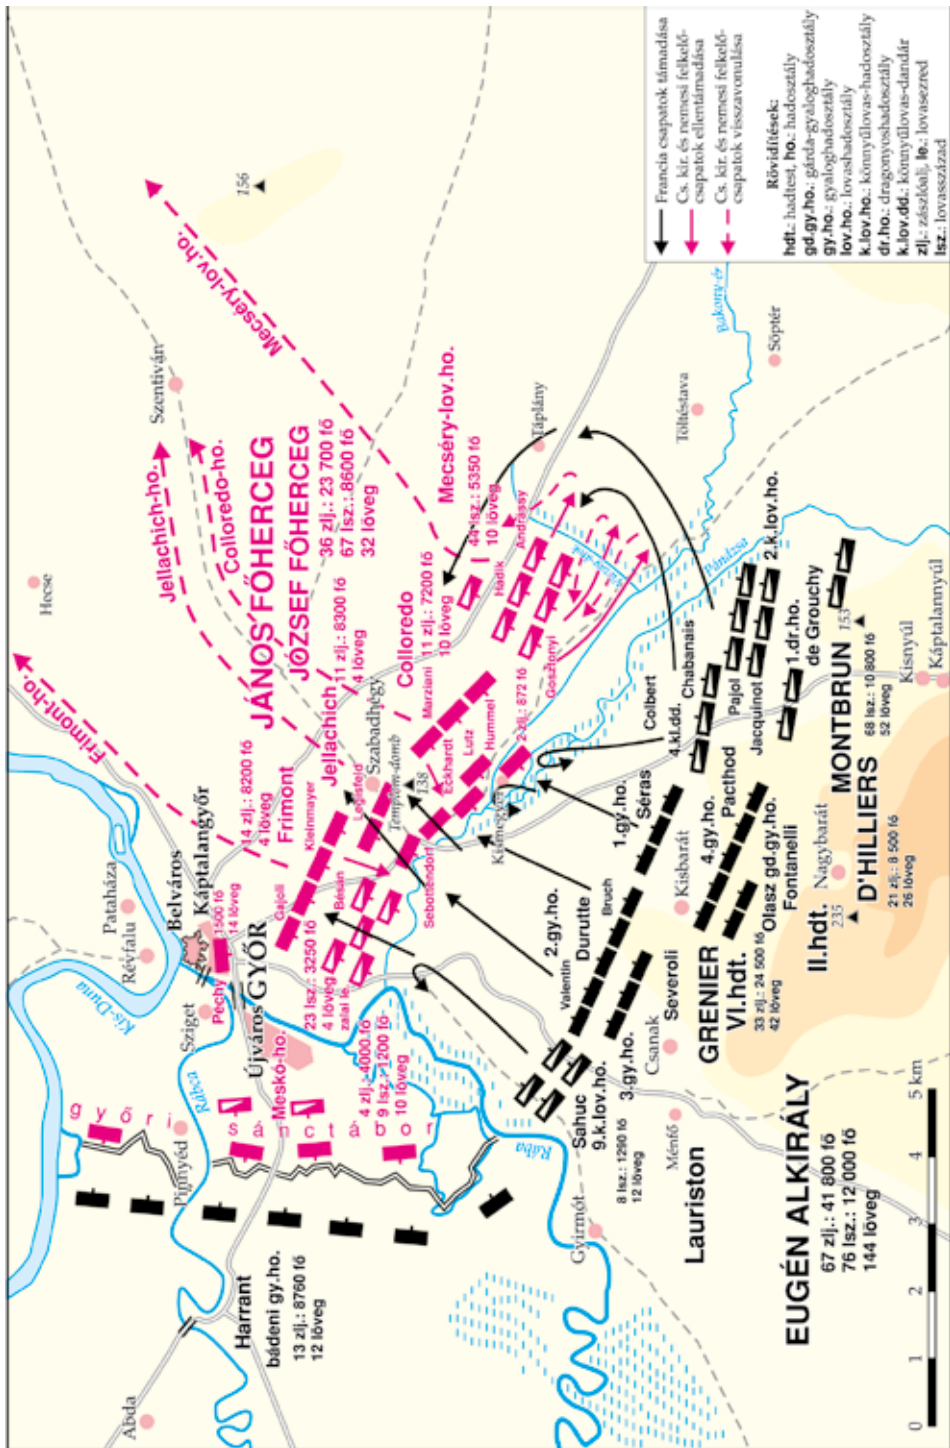 Francia csapatok támadása
Cs. kir. és nemesi felkelő-
csapatok ellentámadása
Cs. kir. és nemesi felkelő-
csapatok visszavonulása
Rövidítések:
hdt.: hadtest, ho.: hadosztály
gd.gy.ho.: gárda-gyaloghadosztály
gy.ho.: gyaloghadosztály
lov.ho.: lovashadosztály
k.lov.ho.: könnyűlovas-hadosztály
dr.ho.: dragonyoshadosztály
k.lov.dd.: könnyűlovas-dandár
zlj.: zászlóalj, le.: lovasezred
lsz.: lovasszázad
156
Mecséry-lov.ho.
Szentiván
Hecse
Jellachich-ho.
Colloredo-ho.
Frimont-ho.
JÁNOS FŐHERCEG
JÓZSEF FŐHERCEG
36 zlj.: 23 700 fő
67 lsz.: 8600 fő
32 löveg
Mecséry-lov.ho.
44 lsz.: 5350 fő
10 löveg
Andrássy
Hadik
Gosztonyi
Táplány
Töltéstava
Söptér
Bakony-ér
Pánzsa
Colloredo
11 zlj.: 7200 fő
10 löveg
Marziani
Jellachich
11 zlj.: 8300 fő
4 löveg
Szabadhegy
Legisfeld
Templom-domb
138
Eckhardt
Lutz
Hummel
2 zlj.: 872 fő
Kismegyer
Frimont
14 zlj.: 8200 fő
4 löveg
Kleinmayer
Gajoli
Besan
Sebottendorf
23 lsz.: 3250 fő
4 löveg
zalai le.
Pataháza
Révfalu
Belváros
Káptalangyőr
Kis-Duna
Pechy
1500 fő
14 löveg
Sziget
Újváros
GYŐR
Rábca
Pinnyéd
győri
sánctábor
Meskó-ho.
4 zlj.: 4000 fő
9 lsz.: 1200 fő
10 löveg
Rába
Abda
Harrant
bádeni gy.ho.
13 zlj.: 8760 fő
12 löveg
Gyirmót
Sahuc
9.k.lov.ho.
8 lsz.: 1290 fő
12 löveg
3.gy.ho.
Severoli
Csanak
Ménfő
Lauriston
2.gy.ho.
Durutte
Valentin
Bruch
1.gy.ho.
Séras
Kisbarát
4.gy.ho.
Pacthod
Olasz gd.gy.ho.
Fontanelli
GRENIER
VI.hdt.
33 zlj.: 24 500 fő
42 löveg
Nagybarát
235
II.hdt.
D'HILLIERS
21 zlj.: 8 500 fő
26 löveg
Colbert
4.kl.dd.
Chabanais
Pajol
Jacquinol
2.k.lov.ho.
1.dr.ho.
de Grouchy
153
MONTBRUN
68 lsz.: 10 800 fő
52 löveg
Kisnyúl
Káptalannyúl
EUGÉN ALKIRÁLY
67 zlj.: 41 800 fő
76 lsz.: 12 000 fő
144 löveg
0 1 2 3 4 5 km